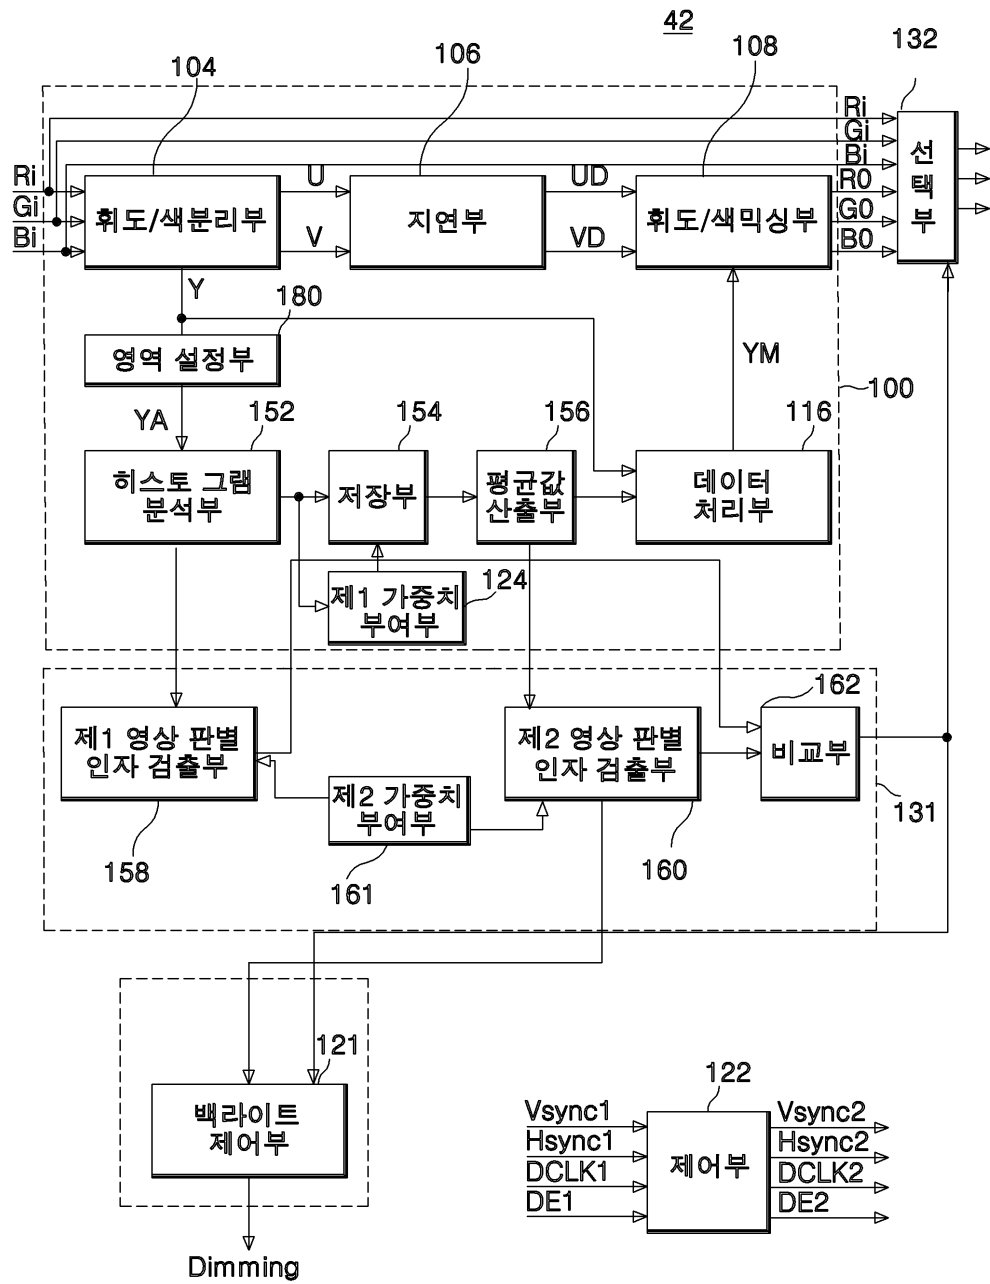 42
104
106
108
132
Ri
Gi
Bi
Ri
Gi
Bi
휘도/색분리부
U
V
지연부
UD
VD
휘도/색믹싱부
R0
G0
B0
선
택
부
Y
180
영역 설정부
YA
YM
100
152
154
156
116
히스토 그램
분석부
저장부
평균값
산출부
데이터
처리부
제1 가중치
부여부
124
162
제1 영상 판별
인자 검출부
제2 영상 판별
인자 검출부
비교부
제2 가중치
부여부
131
158
161
160
121
백라이트
제어부
Dimming
122
Vsync1
Hsync1
DCLK1
DE1
제어부
Vsync2
Hsync2
DCLK2
DE2